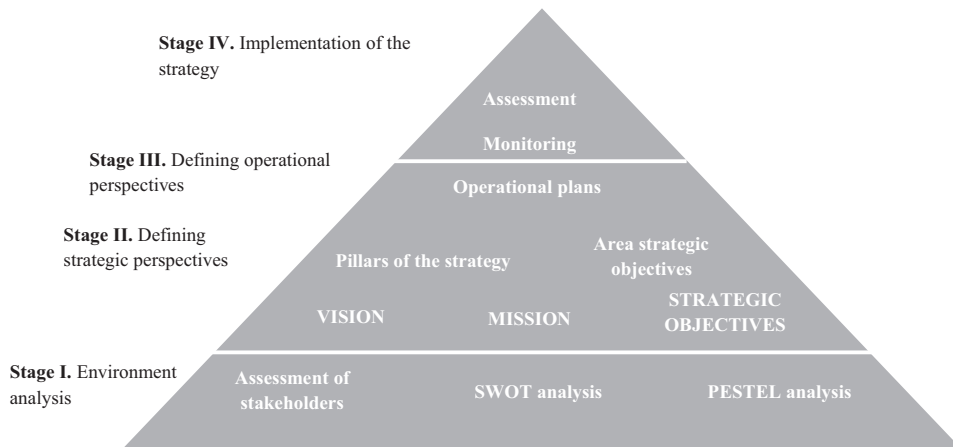 Stage IV. Implementation of the
strategy
Assessment
Monitoring
Stage III. Defining operational
perspectives
Operational plans
Stage II. Defining
strategic perspectives
Pillars of the strategy
Area strategic
objectives
VISION
MISSION
STRATEGIC
OBJECTIVES
Stage I. Environment
analysis
Assessment of
stakeholders
SWOT analysis
PESTEL analysis